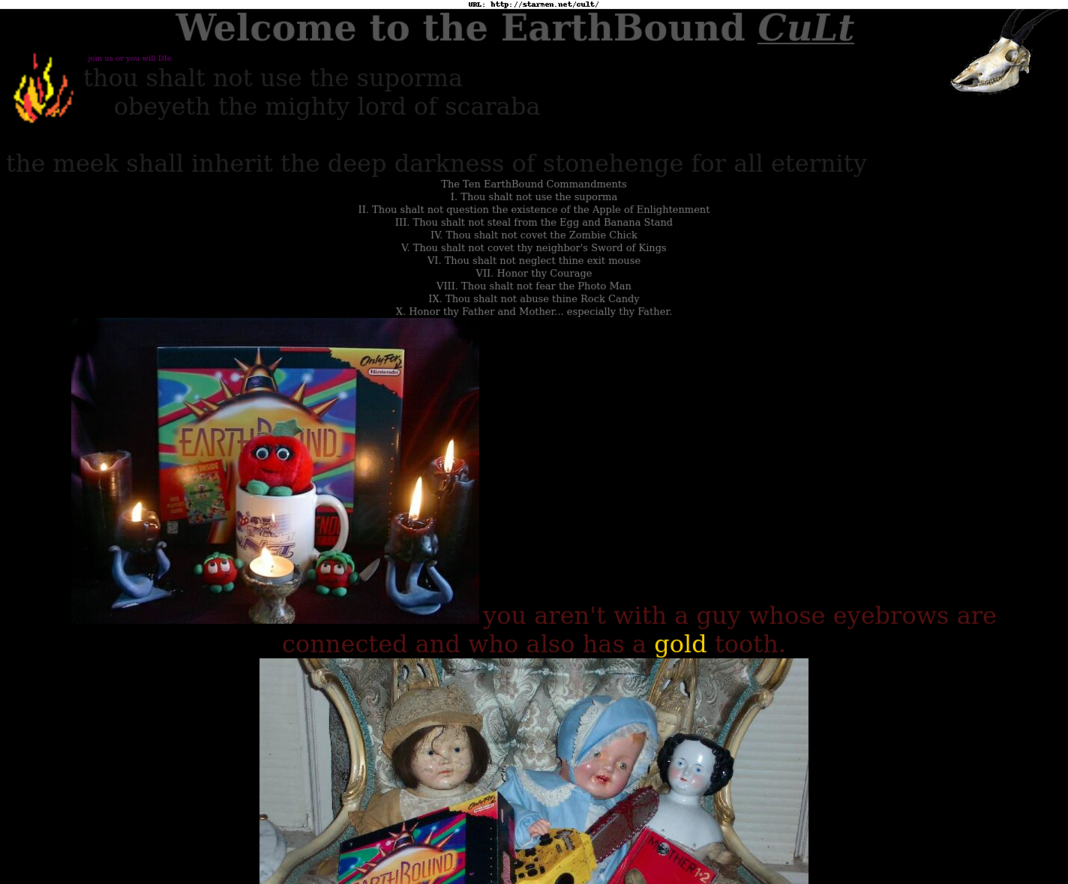 URL: http://starmen.net/cult/
Welcome to the EarthBound CuLt
join us or you will DIe
thou shalt not use the suporma
obeyeth the mighty lord of scaraba
the meek shall inherit the deep darkness of stonehenge for all eternity
The Ten EarthBound Commandments
I. Thou shalt not use the suporma
II. Thou shalt not question the existence of the Apple of Enlightenment
III. Thou shalt not steal from the Egg and Banana Stand
IV. Thou shalt not covet the Zombie Chick
V. Thou shalt not covet thy neighbor's Sword of Kings
VI. Thou shalt not neglect thine exit mouse
VII. Honor thy Courage
VIII. Thou shalt not fear the Photo Man
IX. Thou shalt not abuse thine Rock Candy
X. Honor thy Father and Mother... especially thy Father.
Only For
Nintendo
EARTHBOUND
.NET
you aren't with a guy whose eyebrows are
connected and who also has a gold tooth.
Only For
EARTHBOUND
MOTHER 1+2